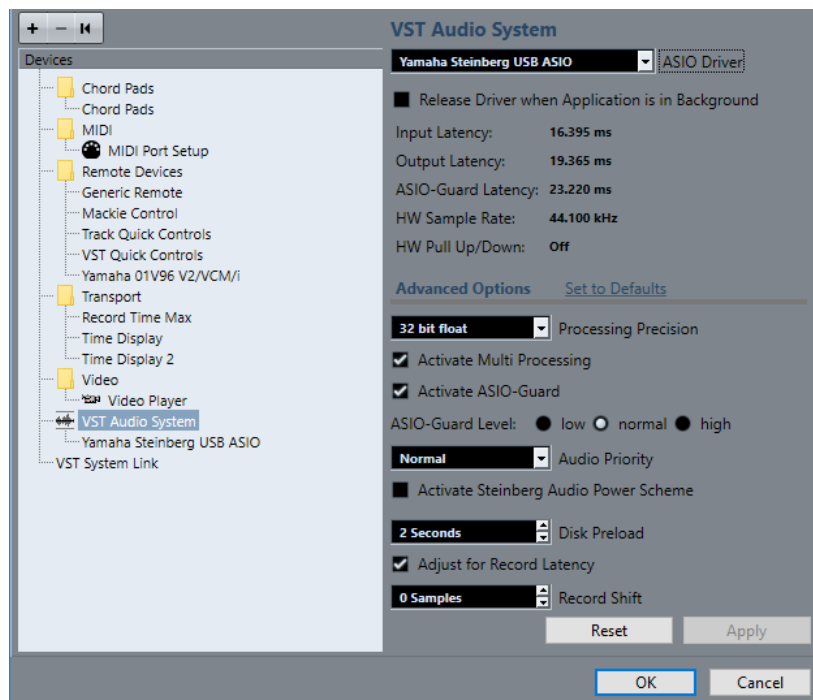 Devices
Chord Pads
Chord Pads
MIDI
MIDI Port Setup
Remote Devices
Generic Remote
Mackie Control
Track Quick Controls
VST Quick Controls
Yamaha 01V96 V2/VCM/i
Transport
Record Time Max
Time Display
Time Display 2
Video
Video Player
VST Audio System
Yamaha Steinberg USB ASIO
VST System Link
VST Audio System
Yamaha Steinberg USB ASIO ASIO Driver
Release Driver when Application is in Background
Input Latency: 16.395 ms
Output Latency: 19.365 ms
ASIO-Guard Latency: 23.220 ms
HW Sample Rate: 44.100 kHz
HW Pull Up/Down: Off
Advanced Options Set to Defaults
32 bit float Processing Precision
Activate Multi Processing
Activate ASIO-Guard
ASIO-Guard Level: low normal high
Normal Audio Priority
Activate Steinberg Audio Power Scheme
2 Seconds Disk Preload
Adjust for Record Latency
0 Samples Record Shift
Reset Apply
OK Cancel